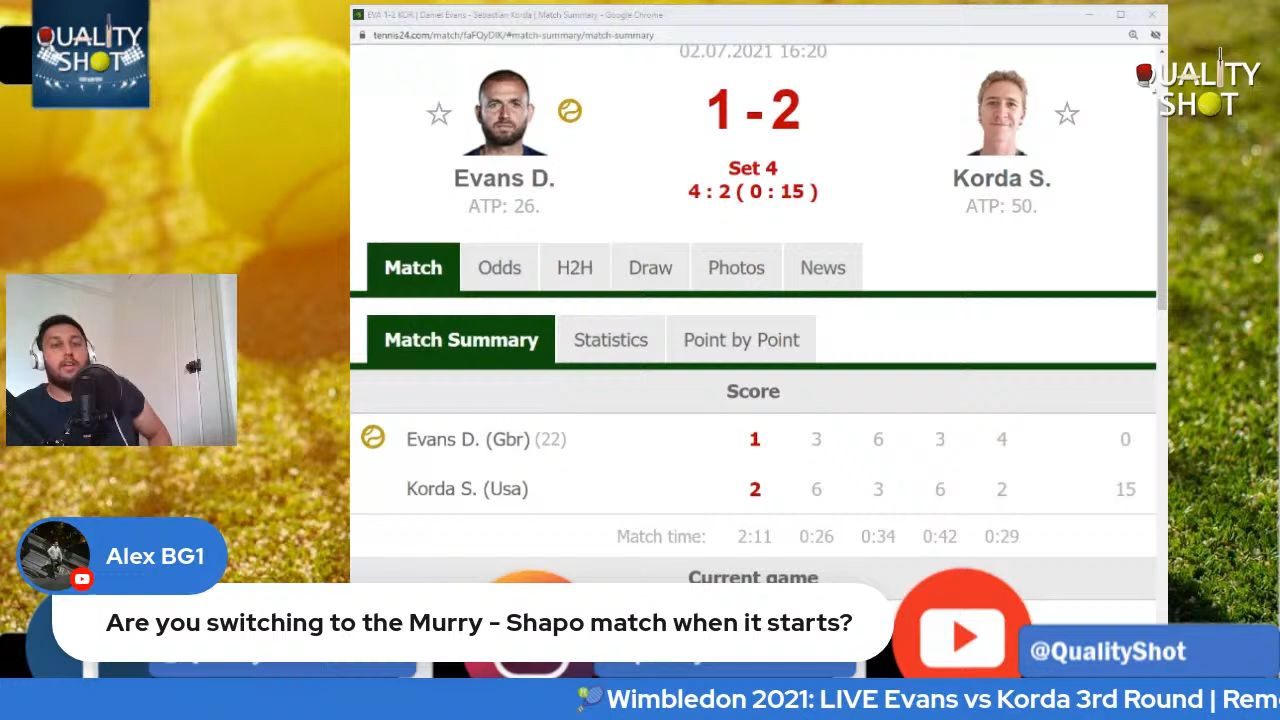 QUALITY
SHOT
EVA 1-2 KOR | Daniel Evans - Sebastian Korda | Match Summary - Google Chrome
tennis24.com/match/faFQyDIK/#match-summary/match-summary
02.07.2021 16:20
1 - 2
QUALITY
SHOT
Set 4
4 : 2 ( 0 : 15 )
Evans D.
Korda S.
ATP: 26.
ATP: 50.
Match Odds H2H Draw Photos News
Match Summary Statistics Point by Point
Score
Evans D. (Gbr) (22) 1 3 6 3 4 0
Korda S. (Usa) 2 6 3 6 2 15
Match time: 2:11 0:26 0:34 0:42 0:29
Current game
Alex BG1
Are you switching to the Murry - Shapo match when it starts?
@QualityShot
Wimbledon 2021: LIVE Evans vs Korda 3rd Round | Rem